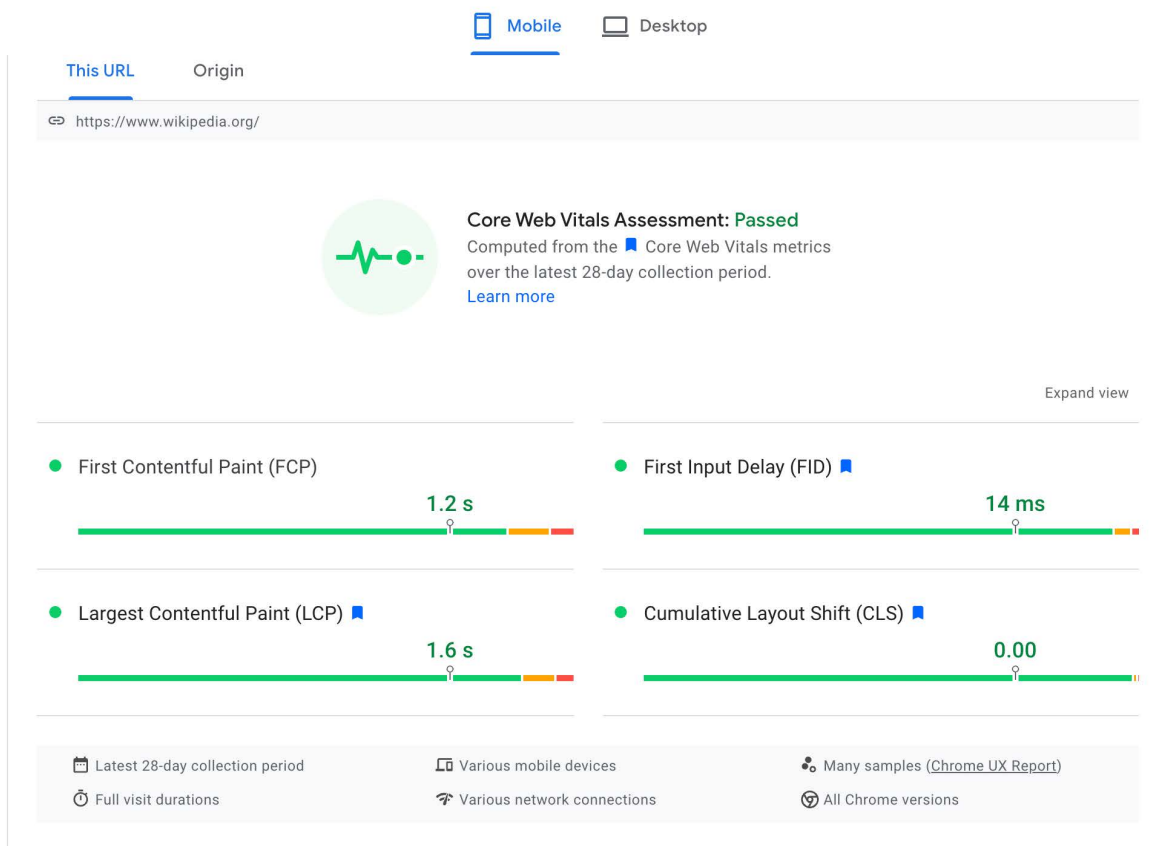 Mobile Desktop
This URL Origin
https://www.wikipedia.org/
Core Web Vitals Assessment: Passed
Computed from the Core Web Vitals metrics
over the latest 28-day collection period.
Learn more
Expand view
First Contentful Paint (FCP)
1.2 s
First Input Delay (FID)
14 ms
Largest Contentful Paint (LCP)
1.6 s
Cumulative Layout Shift (CLS)
0.00
Latest 28-day collection period
Various mobile devices
Many samples (Chrome UX Report)
Full visit durations
Various network connections
All Chrome versions